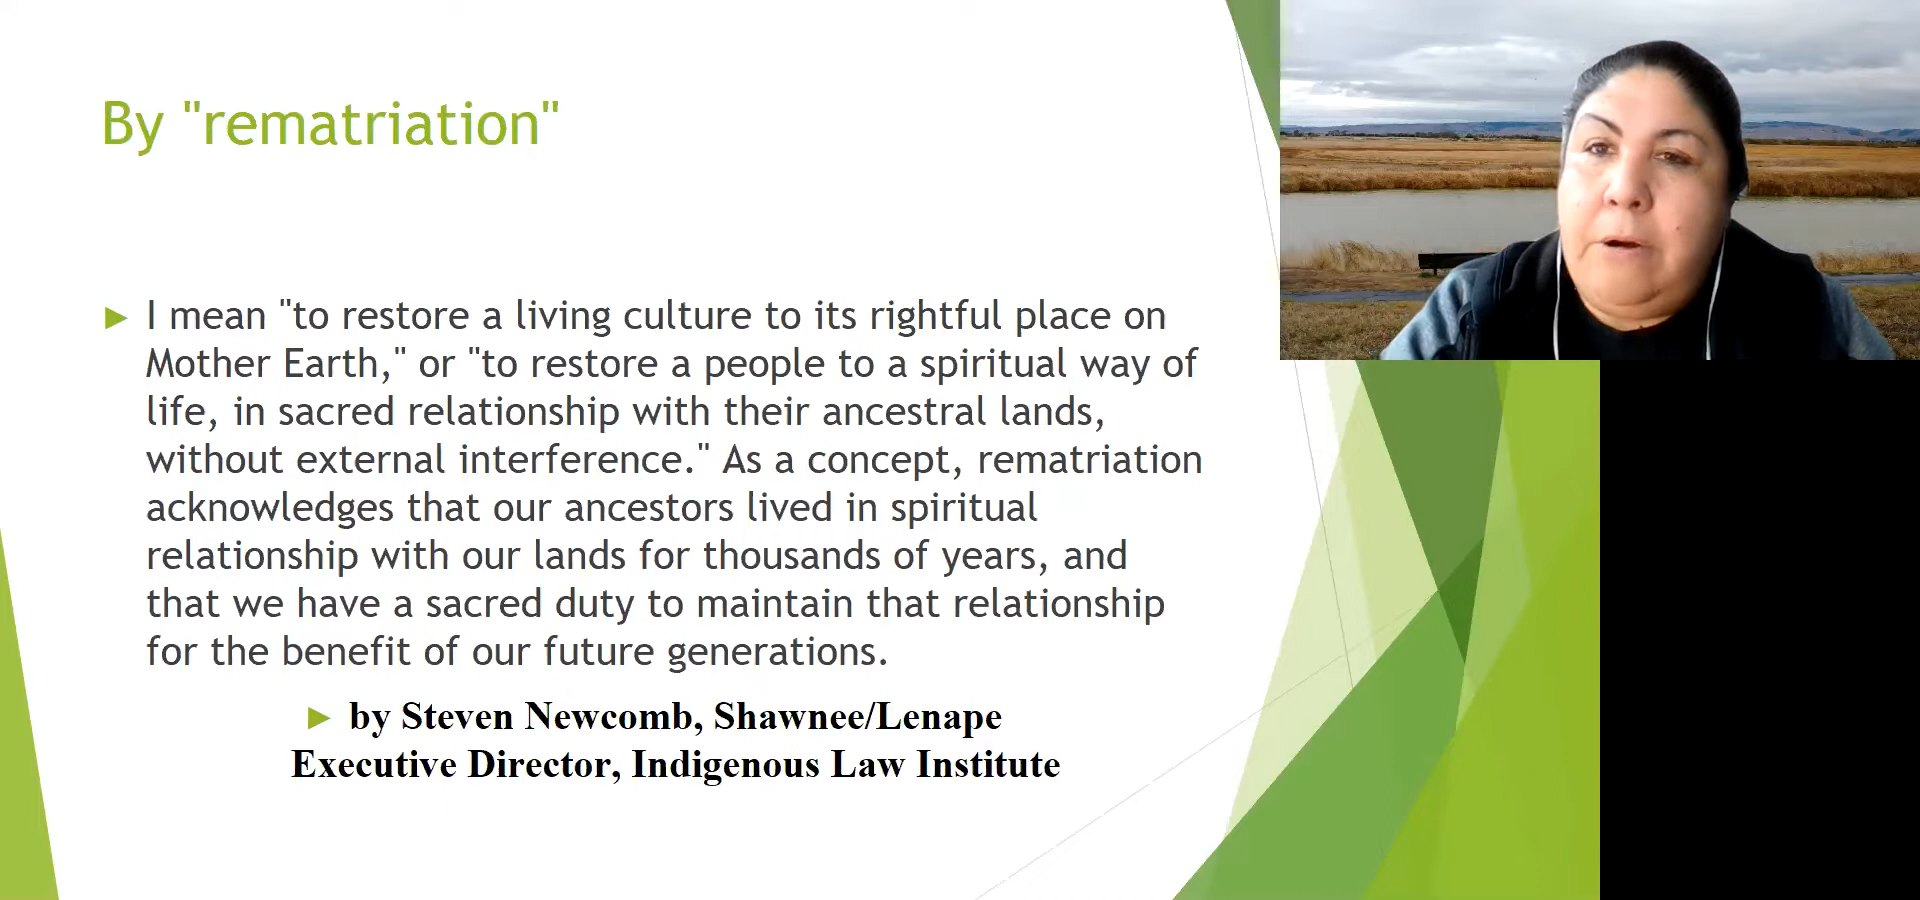 By "rematriation"
I mean "to restore a living culture to its rightful place on
Mother Earth," or "to restore a people to a spiritual way of
life, in sacred relationship with their ancestral lands,
without external interference." As a concept, rematriation
acknowledges that our ancestors lived in spiritual
relationship with our lands for thousands of years, and
that we have a sacred duty to maintain that relationship
for the benefit of our future generations.
by Steven Newcomb, Shawnee/Lenape
Executive Director, Indigenous Law Institute